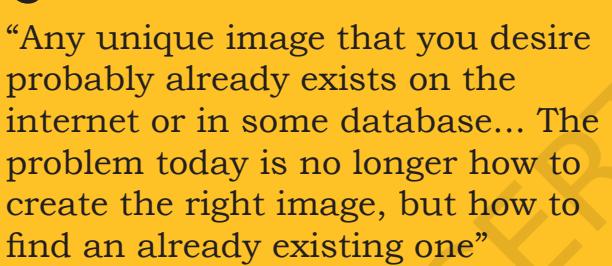 “Any unique image that you desire
probably already exists on the
internet or in some database... The
problem today is no longer how to
create the right image, but how to
find an already existing one”